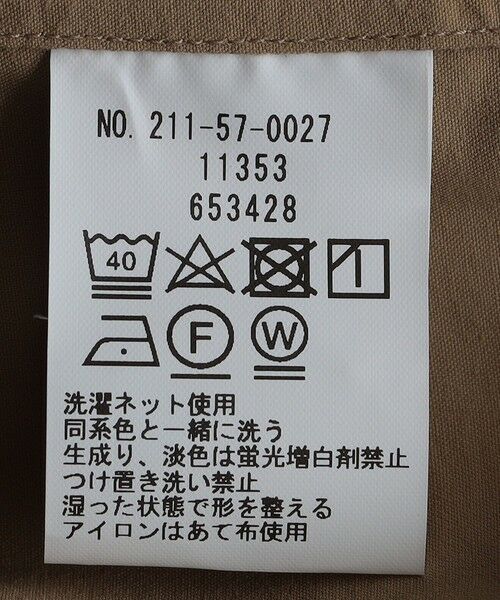 NO. 211-57-0027
11353
653428
40
F W
洗濯ネット使用
同系色と一緒に洗う
生成り、淡色は蛍光増白剤禁止
つけ置き洗い禁止
湿った状態で形を整える
アイロンはあて布使用